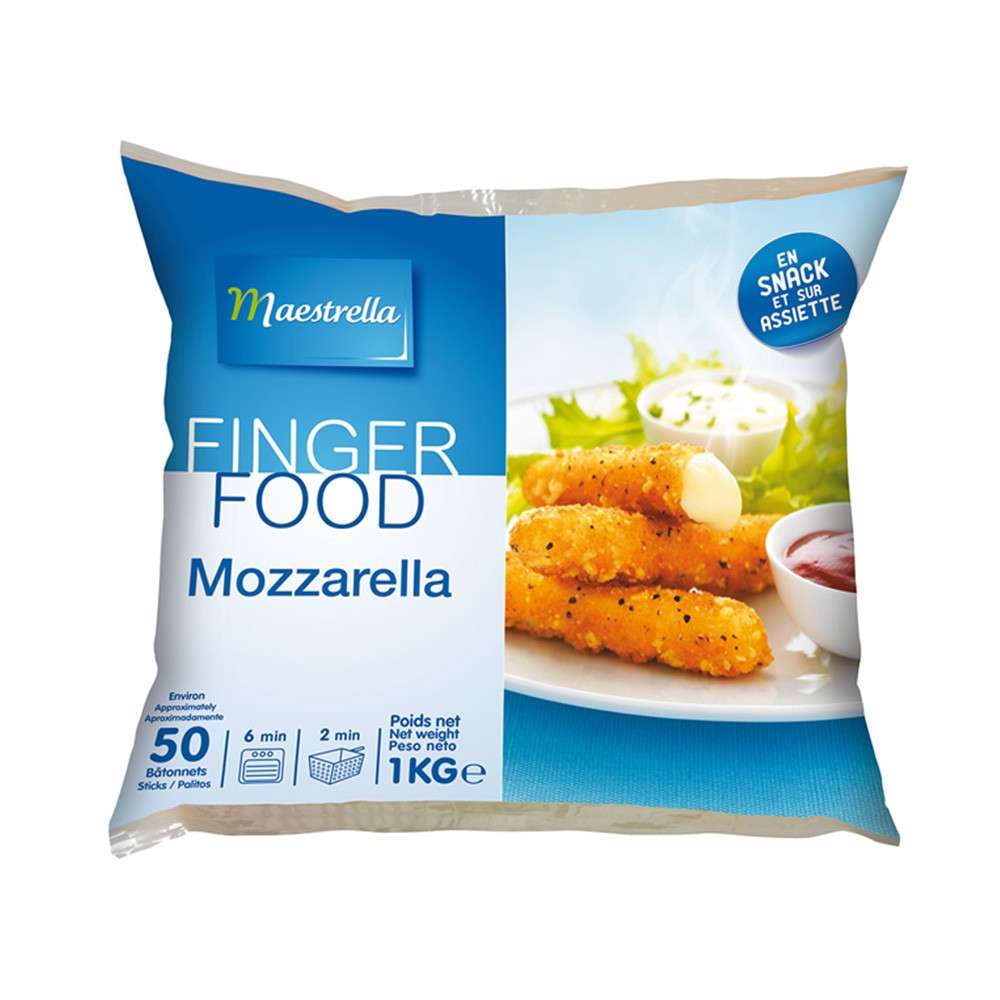 Maestrella
FINGER
FOOD
Mozzarella
EN
SNACK
ET SUR
ASSIETTE
Environ
Approximately
Aproximadamente
50
Bâtonnets
Sticks / Palitos
6 min
2 min
Poids net
Net weight
Peso neto
1KG℮